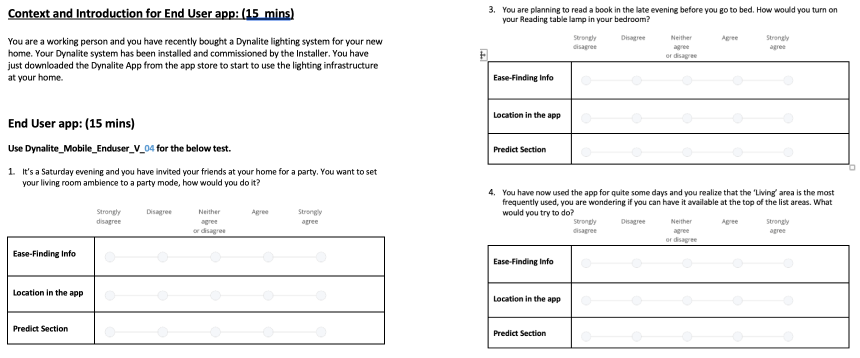 Context and Introduction for End User app: (15 mins)
You are a working person and you have recently bought a Dynalite lighting system for your new
home. Your Dynalite system has been installed and commissioned by the Installer. You have
just downloaded the Dynalite App from the app store to start to use the lighting infrastructure
at your home.
End User app: (15 mins)
Use Dynalite_Mobile_Enduser_V_04 for the below test.
1. It's a Saturday evening and you have invited your friends at your home for a party. You want to set
your living room ambience to a party mode, how would you do it?
Strongly disagree Disagree Neither agree or disagree Agree Strongly agree
Ease-Finding Info
Location in the app
Predict Section
3. You are planning to read a book in the late evening before you go to bed. How would you turn on
your Reading table lamp in your bedroom?
Strongly disagree Disagree Neither agree or disagree Agree Strongly agree
Ease-Finding Info
Location in the app
Predict Section
4. You have now used the app for quite some days and you realize that the 'Living' area is the most
frequently used, you are wondering if you can have it available at the top of the list areas. What
would you try to do?
Strongly disagree Disagree Neither agree or disagree Agree Strongly agree
Ease-Finding Info
Location in the app
Predict Section